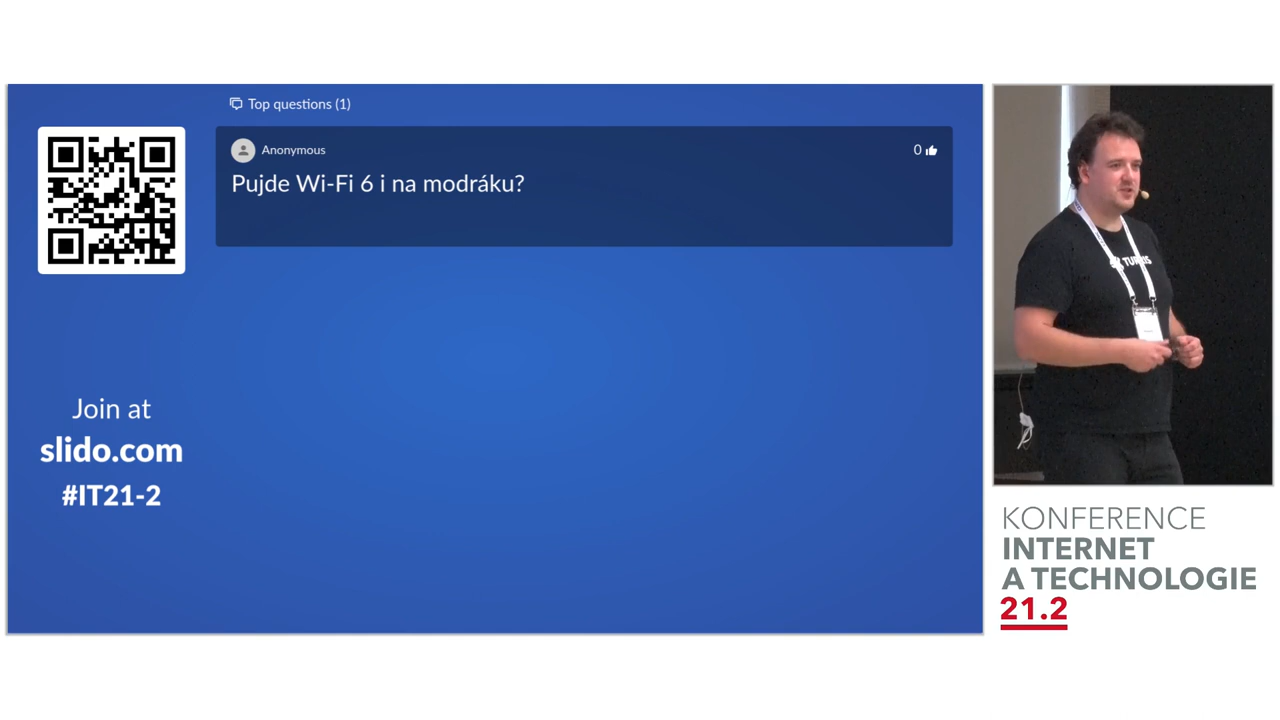 Top questions (1)
Anonymous
0
Pujde Wi-Fi 6 i na modráku?
Join at
slido.com
#IT21-2
KONFERENCE
INTERNET
A TECHNOLOGIE
21.2